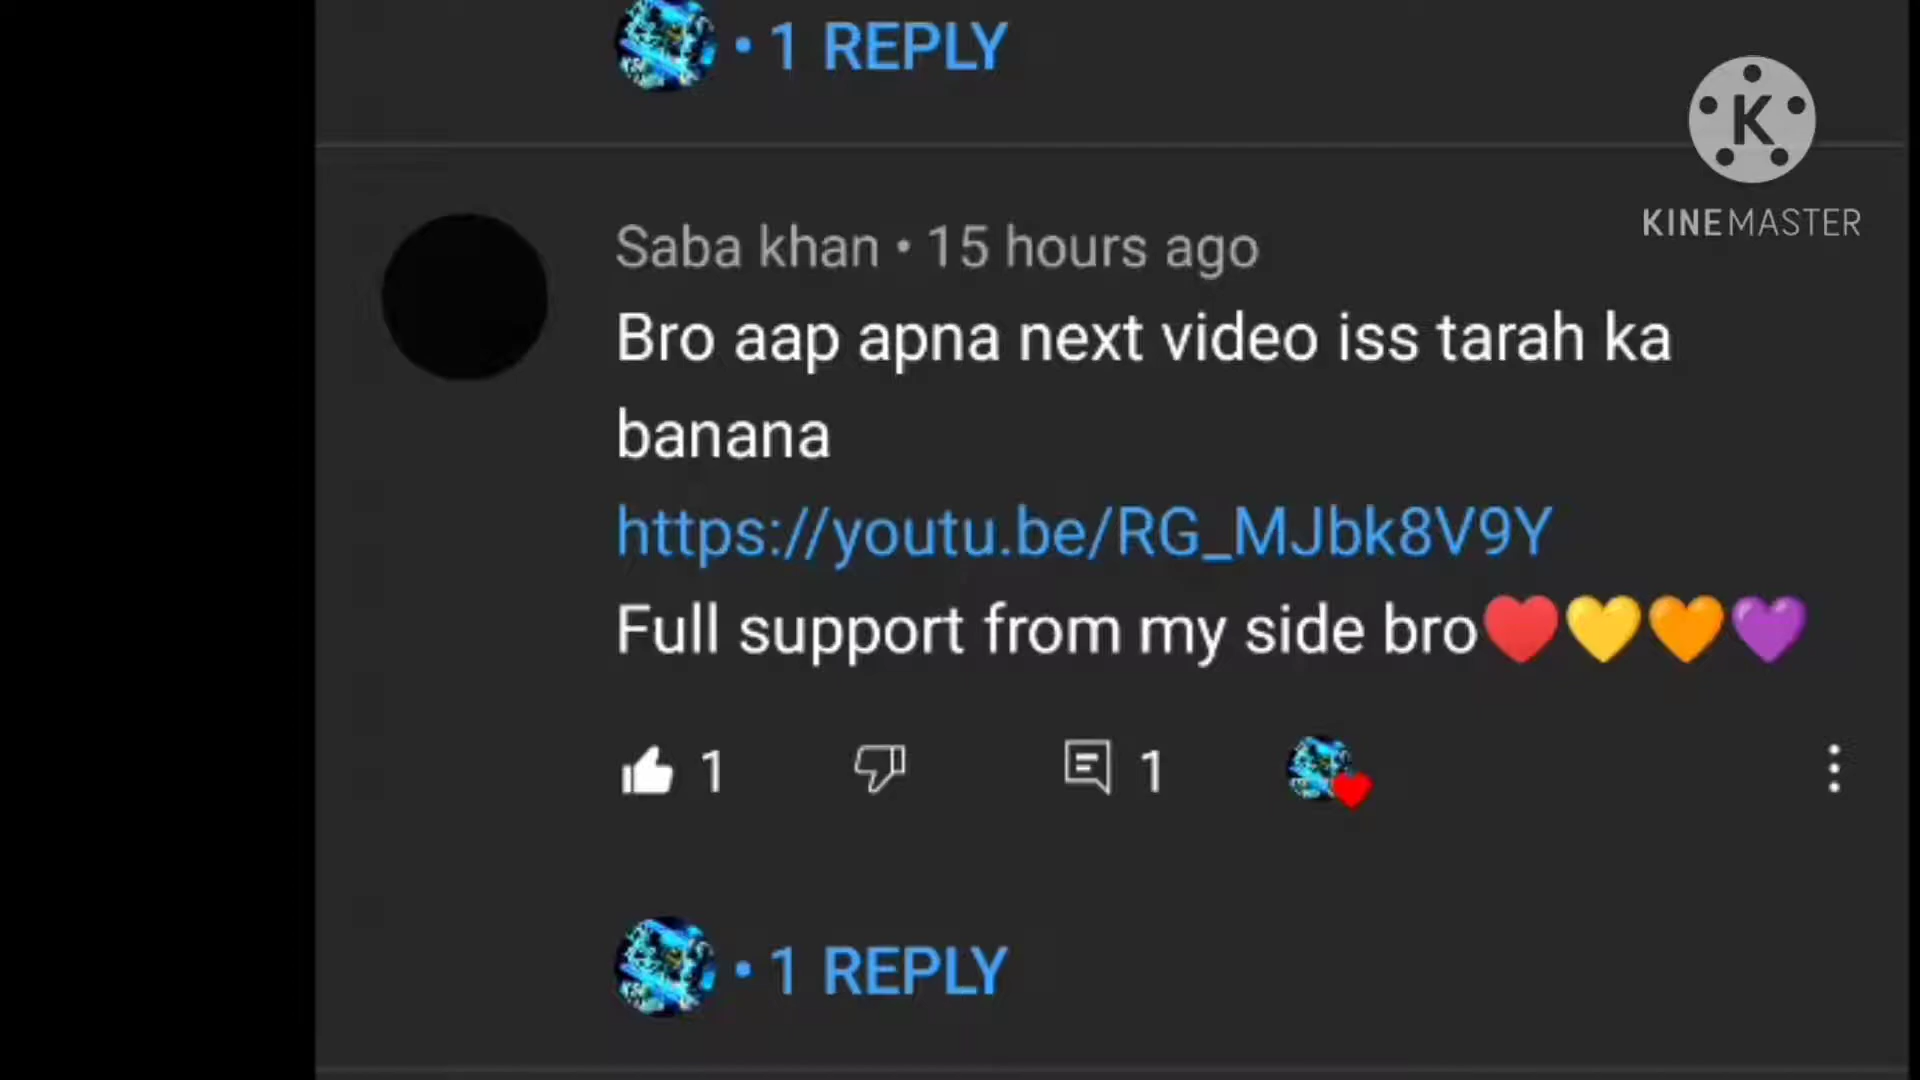 • 1 REPLY
K
KINEMASTER
Saba khan • 15 hours ago
Bro aap apna next video iss tarah ka
banana
https://youtu.be/RG_MJbk8V9Y
Full support from my side bro❤️💛🧡💜
1
1
• 1 REPLY